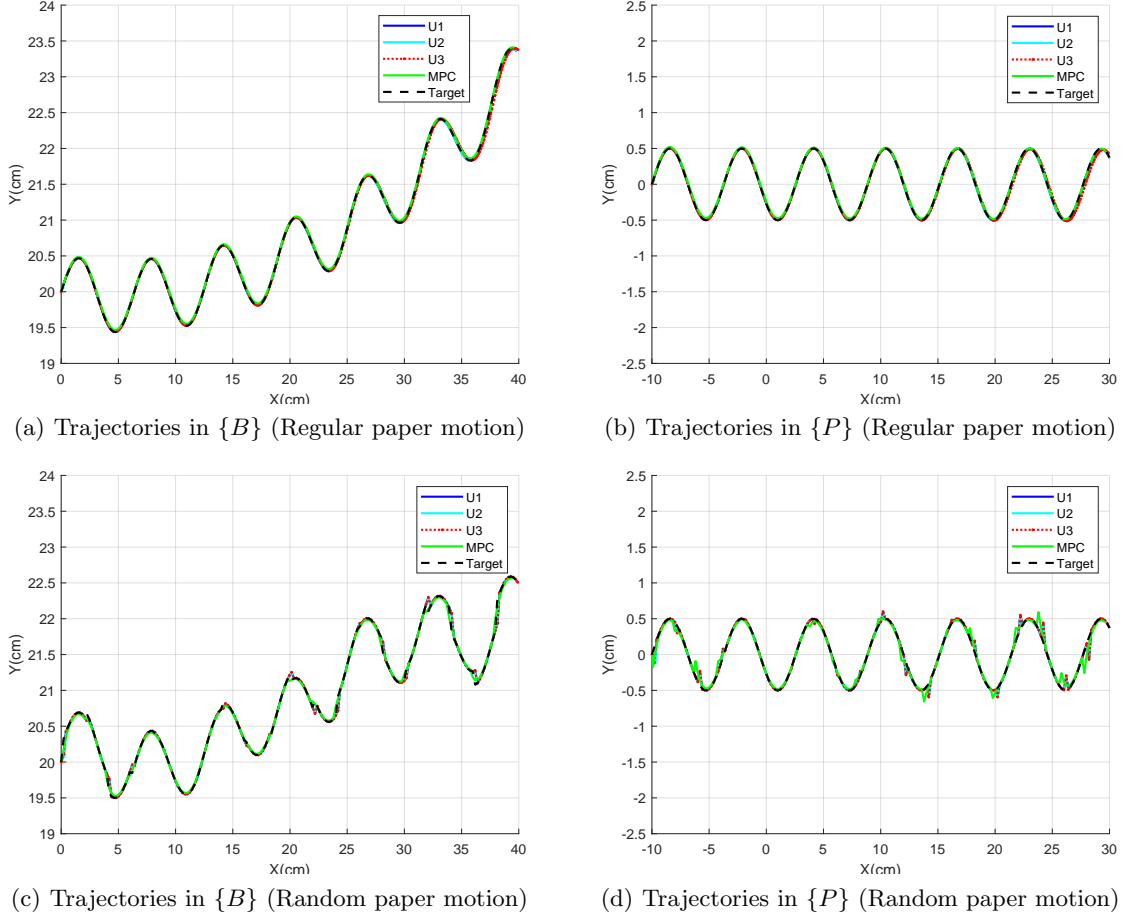 24
23.5
23
22.5
22
21.5
21
20.5
20
19.5
19
Y(cm)
0 5 10 15 20 25 30 35 40
X(cm)
U1
U2
U3
MPC
Target
(a) Trajectories in {B} (Regular paper motion)
2.5
2
1.5
1
0.5
0
-0.5
-1
-1.5
-2
-2.5
Y(cm)
-10 -5 0 5 10 15 20 25 30
X(cm)
U1
U2
U3
MPC
Target
(b) Trajectories in {P} (Regular paper motion)
24
23.5
23
22.5
22
21.5
21
20.5
20
19.5
19
Y(cm)
0 5 10 15 20 25 30 35 40
X(cm)
U1
U2
U3
MPC
Target
(c) Trajectories in {B} (Random paper motion)
2.5
2
1.5
1
0.5
0
-0.5
-1
-1.5
-2
-2.5
Y(cm)
-10 -5 0 5 10 15 20 25 30
X(cm)
U1
U2
U3
MPC
Target
(d) Trajectories in {P} (Random paper motion)